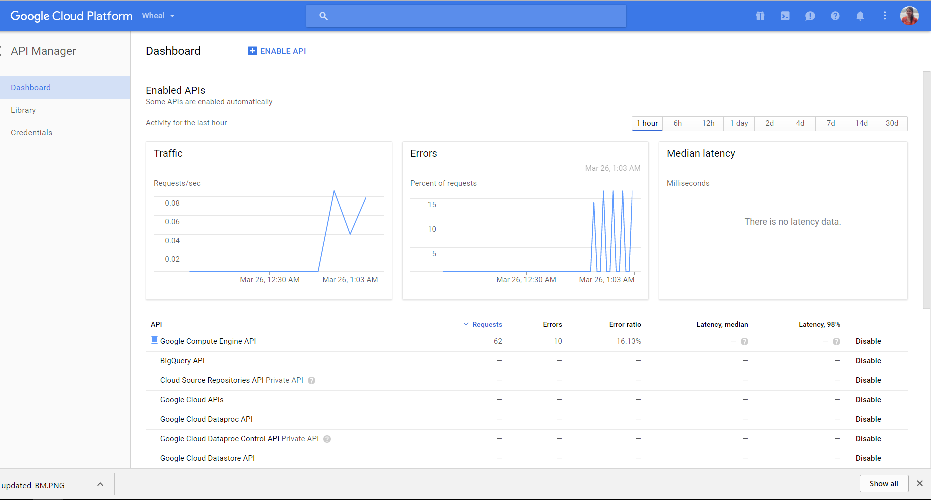 Google Cloud Platform Wheal
API Manager
Dashboard
Library
Credentials
Dashboard ENABLE API
Enabled APIs
Some APIs are enabled automatically
Activity for the last hour
1 hour 6h 12h 1 day 2d 4d 7d 14d 30d
Traffic
Requests/sec
0.08
0.06
0.04
0.02
Mar 26, 12:30 AM Mar 26, 1:03 AM
Errors
Mar 26, 1:03 AM
Percent of requests
15
10
5
Mar 26, 12:30 AM Mar 26, 1:03 AM
Median latency
Milliseconds
There is no latency data.
API Requests Errors Error ratio Latency, median Latency, 98%
Google Compute Engine API 62 10 16.13% — ? — ? Disable
BigQuery API — — — — — Disable
Cloud Source Repositories API Private API ? — — — — — Disable
Google Cloud APIs — — — — — Disable
Google Cloud Dataproc API — — — — — Disable
Google Cloud Dataproc Control API Private API ? — — — — — Disable
Google Cloud Datastore API — — — — — Disable
updated_BM.PNG Show all